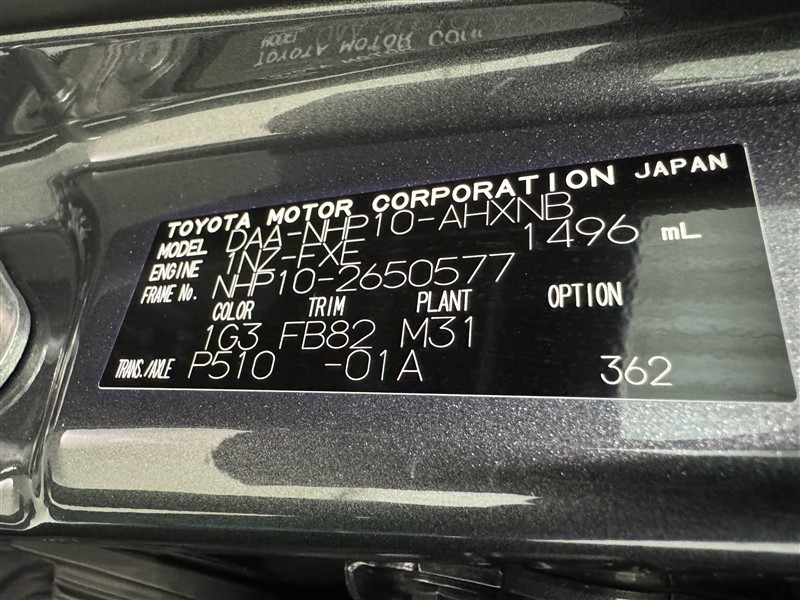 TOYOTA MOTOR CORPORATION JAPAN
MODEL DAA-NHP10-AHXNB
ENGINE 1NZ-FXE 1496 mL
FRAME No. NHP10-2650577
COLOR TRIM PLANT OPTION
1G3 FB82 M31
TRANS./AXLE P510 -01A 362